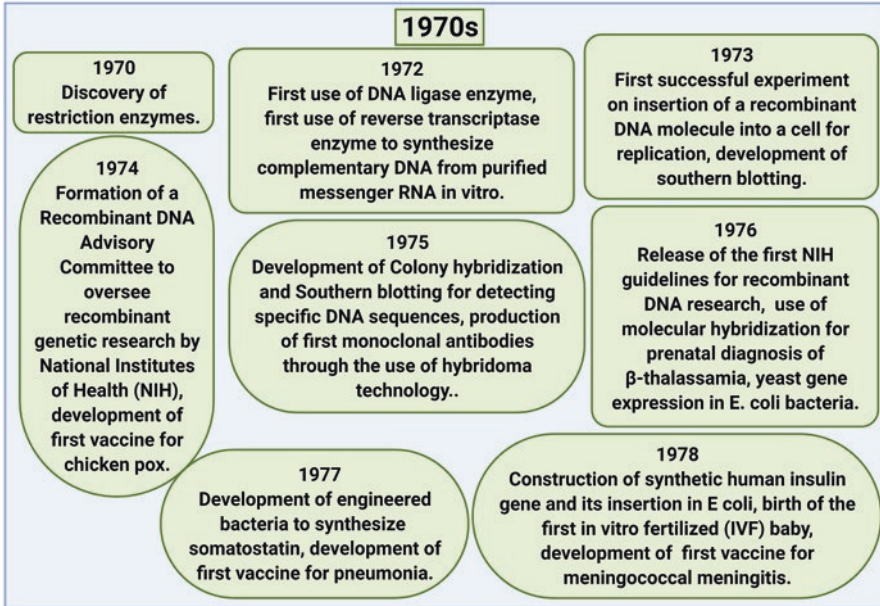 1970s
1970
Discovery of
restriction enzymes.
1972
First use of DNA ligase enzyme,
first use of reverse transcriptase
enzyme to synthesize
complementary DNA from purified
messenger RNA in vitro.
1973
First successful experiment
on insertion of a recombinant
DNA molecule into a cell for
replication, development of
southern blotting.
1974
Formation of a
Recombinant DNA
Advisory
Committee to
oversee
recombinant
genetic research by
National Institutes
of Health (NIH),
development of
first vaccine for
chicken pox.
1975
Development of Colony hybridization
and Southern blotting for detecting
specific DNA sequences, production
of first monoclonal antibodies
through the use of hybridoma
technology..
1976
Release of the first NIH
guidelines for recombinant
DNA research, use of
molecular hybridization for
prenatal diagnosis of
β-thalassamia, yeast gene
expression in E. coli bacteria.
1977
Development of engineered
bacteria to synthesize
somatostatin, development of
first vaccine for pneumonia.
1978
Construction of synthetic human insulin
gene and its insertion in E coli, birth of
the first in vitro fertilized (IVF) baby,
development of first vaccine for
meningococcal meningitis.